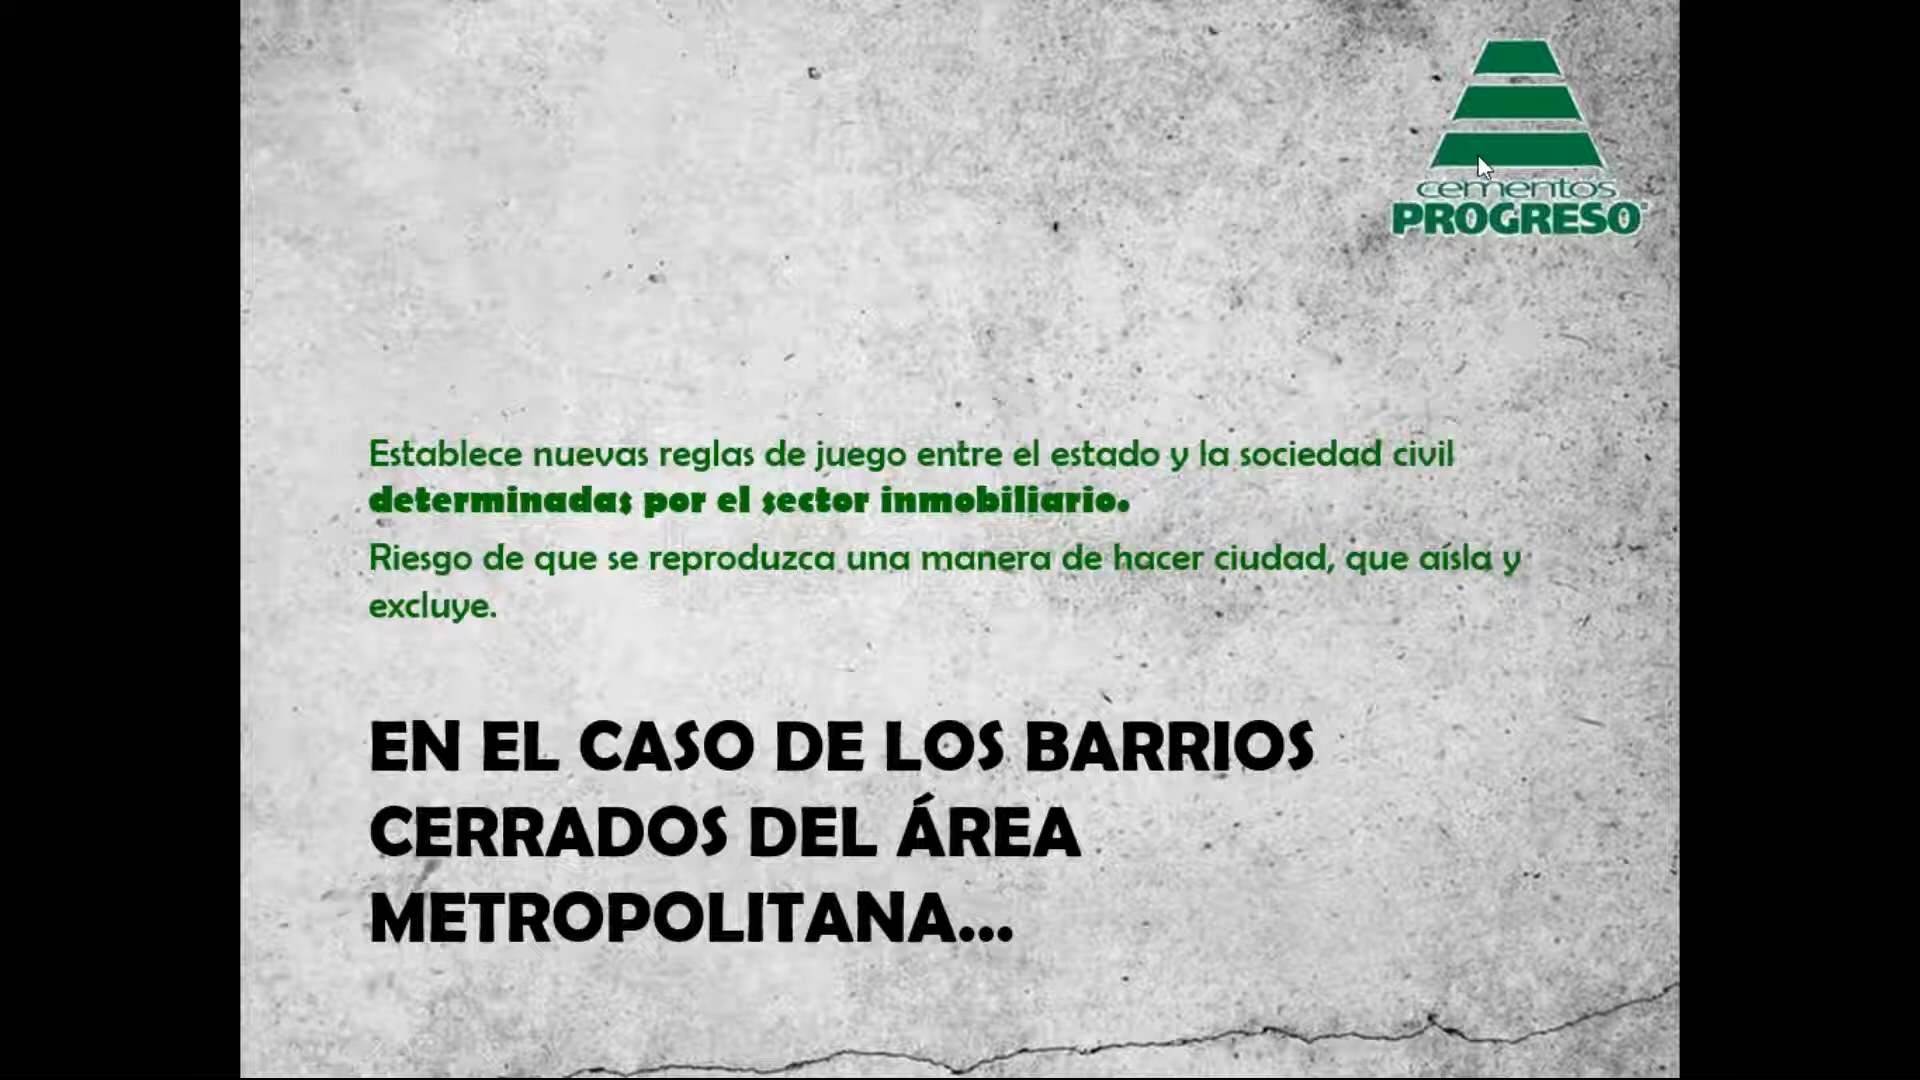 cementos
PROGRESO
Establece nuevas reglas de juego entre el estado y la sociedad civil
determinadas por el sector inmobiliario.
Riesgo de que se reproduzca una manera de hacer ciudad, que aísla y
excluye.
EN EL CASO DE LOS BARRIOS
CERRADOS DEL ÁREA
METROPOLITANA...